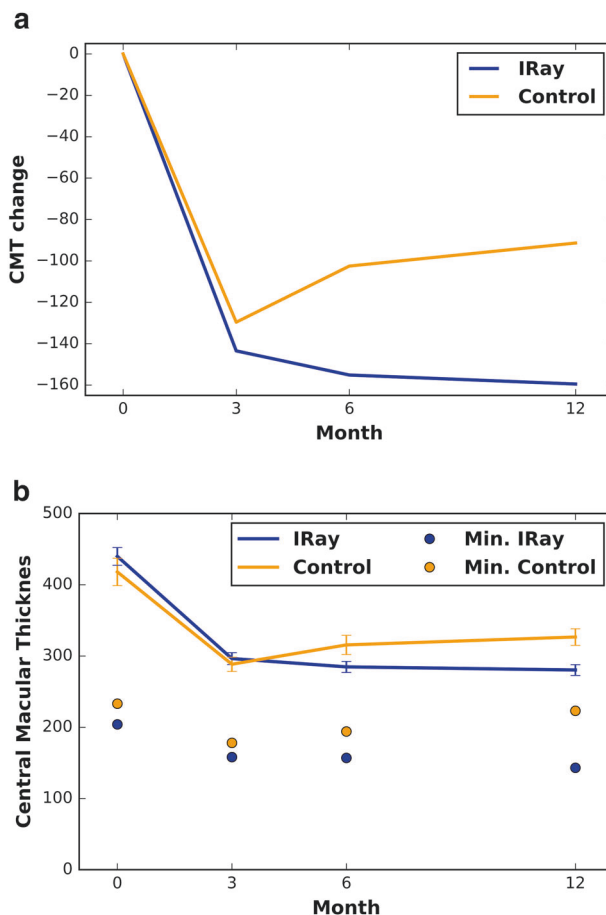 a
0
−20
−40
−60
−80
−100
−120
−140
−160
CMT change
IRay
Control
0 3 6 12
Month
b
500
400
300
200
100
0
Central Macular Thicknes
IRay Min. IRay
Control Min. Control
0 3 6 12
Month